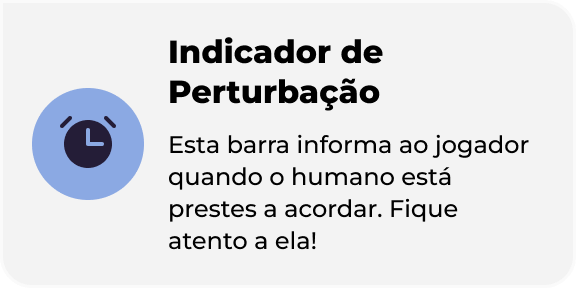 Indicador de
Perturbação
Esta barra informa ao jogador
quando o humano está
prestes a acordar. Fique
atento a ela!